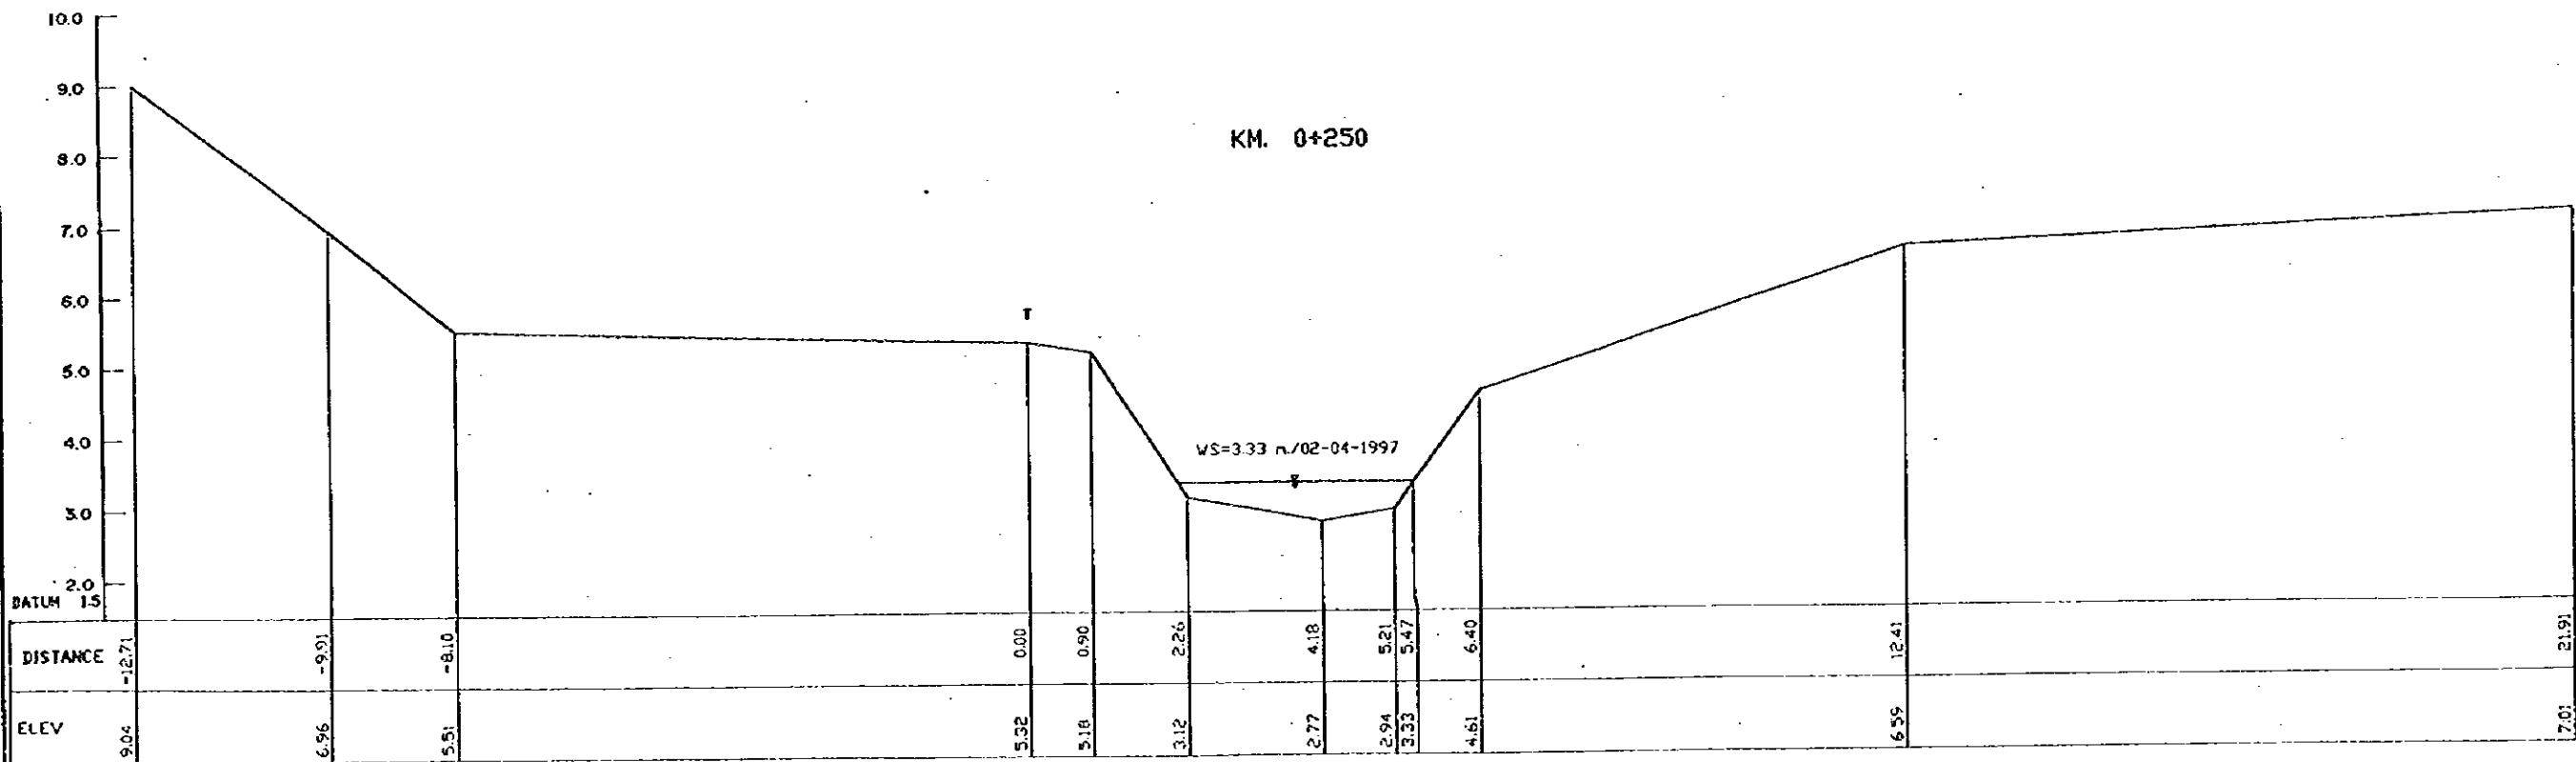 10.0
9.0
8.0
7.0
6.0
5.0
4.0
3.0
2.0
DATUM 1.5
KM. 0+250
T
WS=3.33 m./02-04-1997
DISTANCE -12.71 -9.91 -8.10 0.00 0.90 2.26 4.18 5.21 5.47 6.40 12.41 21.91
ELEV 9.04 6.96 5.51 5.32 5.18 3.12 2.77 2.94 3.33 4.61 6.59 7.01